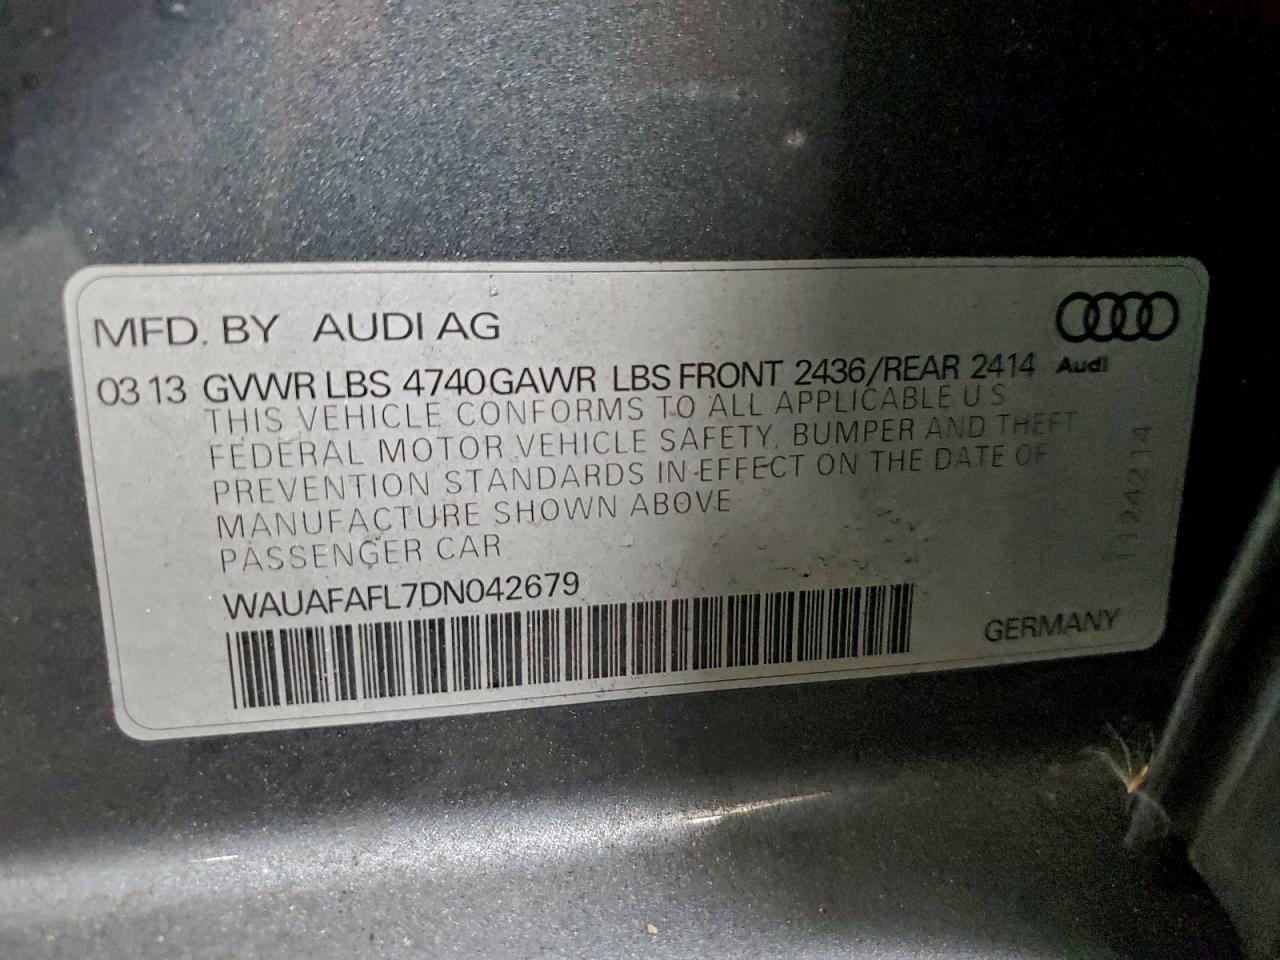 MFD. BY AUDI AG
Audi
03 13 GVWR LBS 4740GAWR LBS FRONT 2436/REAR 2414
THIS VEHICLE CONFORMS TO ALL APPLICABLE U S
FEDERAL MOTOR VEHICLE SAFETY, BUMPER AND THEFT
PREVENTION STANDARDS IN EFFECT ON THE DATE OF
MANUFACTURE SHOWN ABOVE
PASSENGER CAR
WAUAFAFL7DN042679
GERMANY
1124214